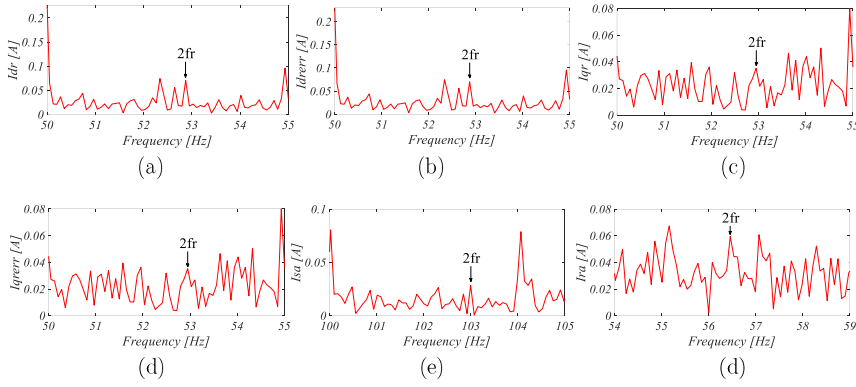 0.2
0.15
0.1
0.05
0
Idr [A]
2fr
50 51 52 53 54 55
Frequency [Hz]
(a)
0.2
0.15
0.1
0.05
0
Idrerr [A]
2fr
50 51 52 53 54 55
Frequency [Hz]
(b)
0.08
0.06
0.04
0.02
0
Iqr [A]
2fr
50 51 52 53 54 55
Frequency [Hz]
(c)
0.08
0.06
0.04
0.02
0
Iqrerr [A]
2fr
50 51 52 53 54 55
Frequency [Hz]
(d)
0.1
0.05
0
Isa [A]
2fr
100 101 102 103 104 105
Frequency [Hz]
(e)
0.08
0.06
0.04
0.02
0
Ira [A]
2fr
54 55 56 57 58 59
Frequency [Hz]
(d)